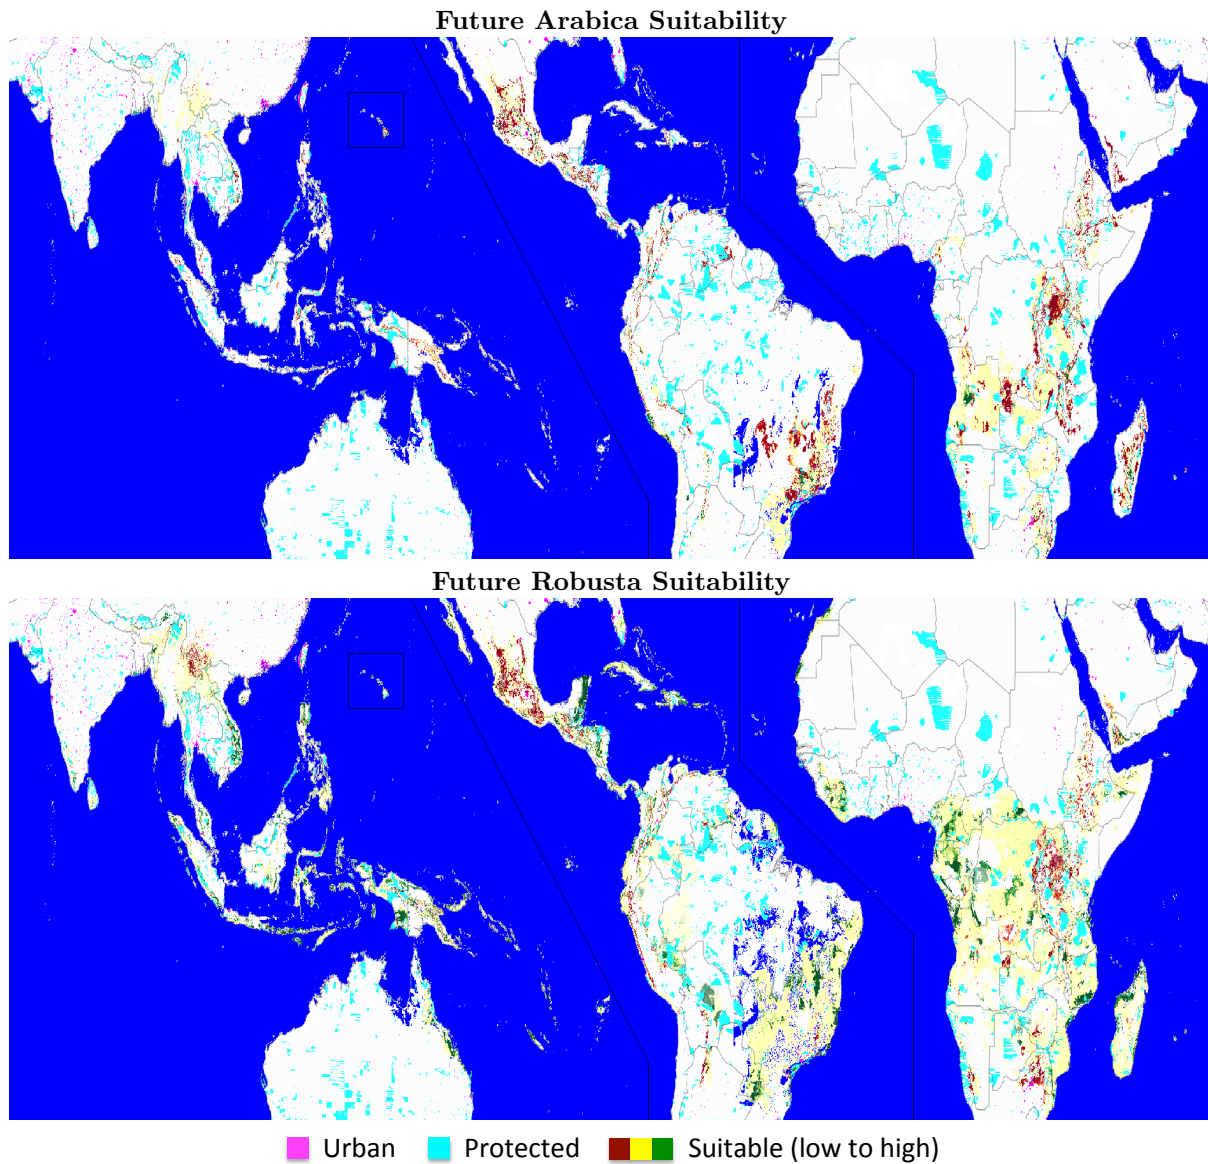 Future Arabica Suitability
Future Robusta Suitability
Urban Protected Suitable (low to high)